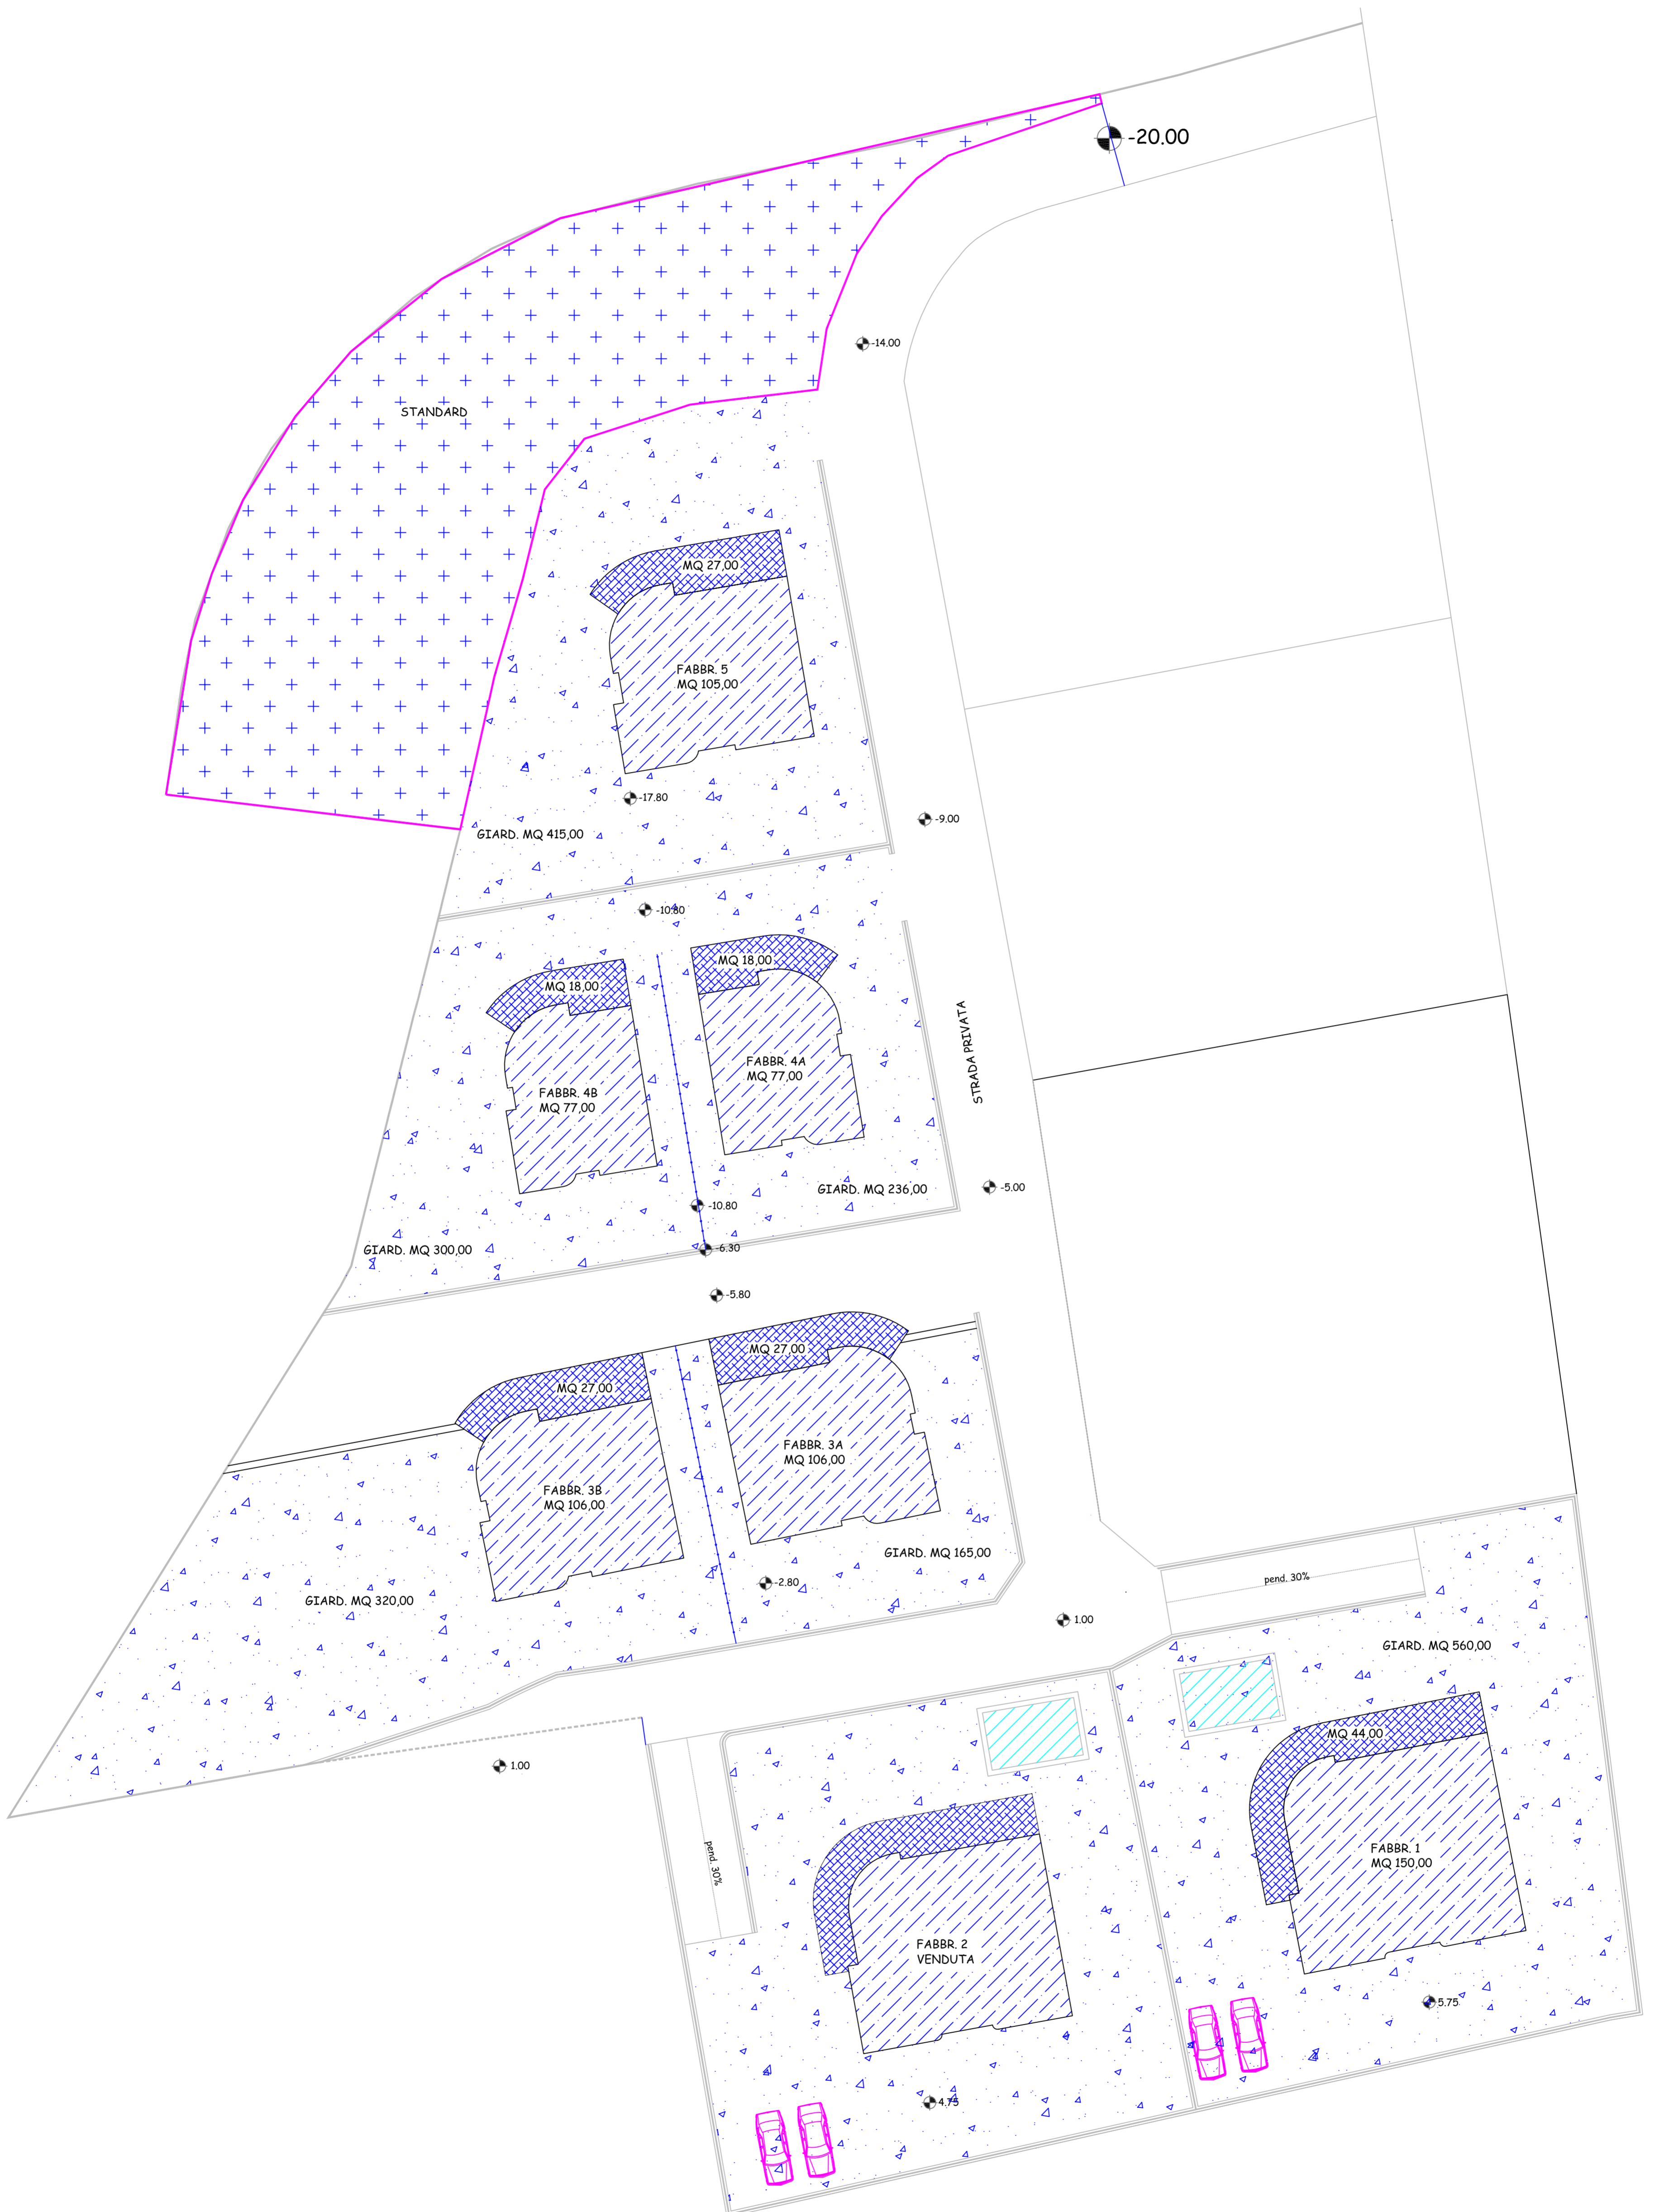 -20.00
-14.00
STANDARD
MQ 27,00
FABBR. 5
MQ 105,00
-17.80
-9.00
GIARD. MQ 415,00
-10.80
MQ 18,00
MQ 18,00
STRADA PRIVATA
FABBR. 4A
MQ 77,00
FABBR. 4B
MQ 77,00
GIARD. MQ 236,00
-5.00
-10.80
GIARD. MQ 300,00
-6.30
-5.80
MQ 27,00
MQ 27,00
FABBR. 3A
MQ 106,00
FABBR. 3B
MQ 106,00
GIARD. MQ 165,00
pend. 30%
-2.80
GIARD. MQ 320,00
1.00
GIARD. MQ 560,00
MQ 44.00
1.00
pend. 30%
FABBR. 1
MQ 150,00
FABBR. 2
VENDUTA
5.75
4.75